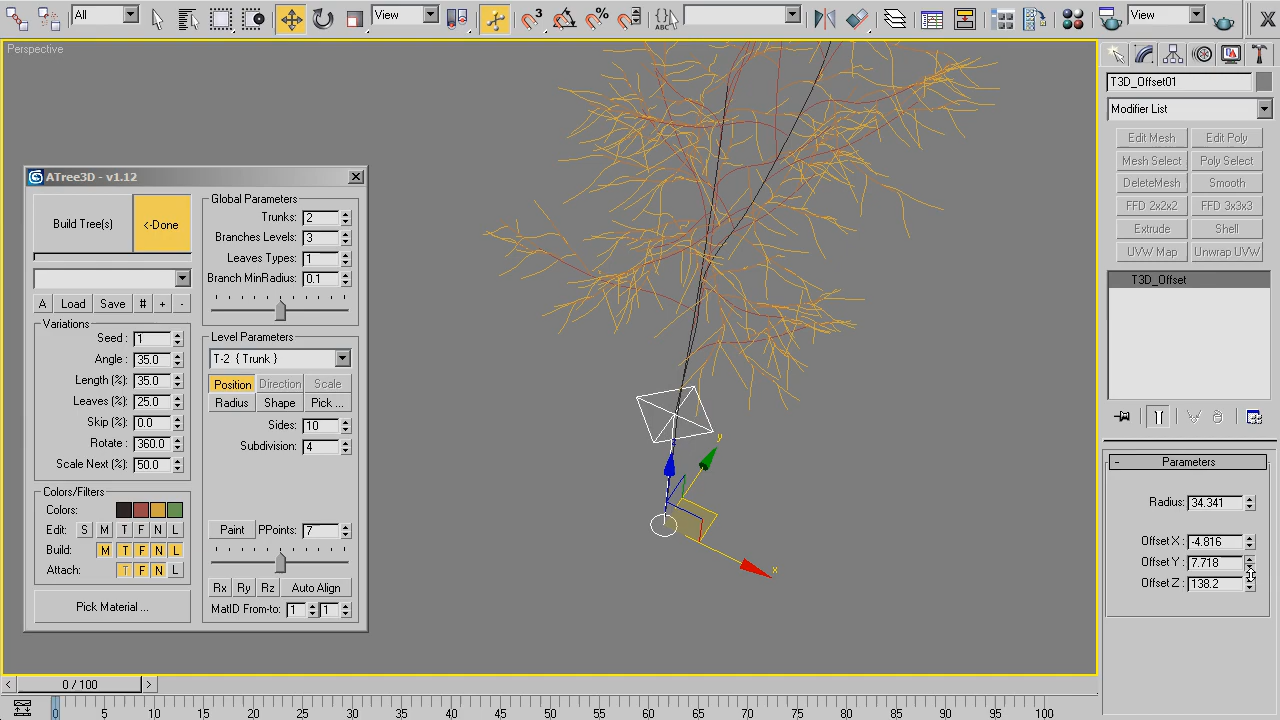 All
View
3
ABC
View
Perspective
T3D_Offset01
Modifier List
Edit Mesh Edit Poly
Mesh Select Poly Select
DeleteMesh Smooth
FFD 2x2x2 FFD 3x3x3
Extrude Shell
UVW Map Unwrap UVW
T3D_Offset
- Parameters
Radius: 34.341
Offset X : -4.816
Offset Y : 7.718
Offset Z : 138.2
ATree3D - v1.12
Build Tree(s) <-Done
A Load Save # + -
Variations
Seed : 1
Angle : 35.0
Length (%): 35.0
Leaves (%): 25.0
Skip (%): 0.0
Rotate : 360.0
Scale Next (%): 50.0
Colors/Filters
Colors:
Edit: S M T F N L
Build: M T F N L
Attach: T F N L
Pick Material ...
Global Parameters
Trunks: 2
Branches Levels: 3
Leaves Types: 1
Branch MinRadius: 0.1
Level Parameters
T-2 { Trunk }
Position Direction Scale
Radius Shape Pick ...
Sides: 10
Subdivision: 4
Paint PPoints: 7
Rx Ry Rz Auto Align
MatID From-to: 1 1
y
x
< 0 / 100 >
0 5 10 15 20 25 30 35 40 45 50 55 60 65 70 75 80 85 90 95 100